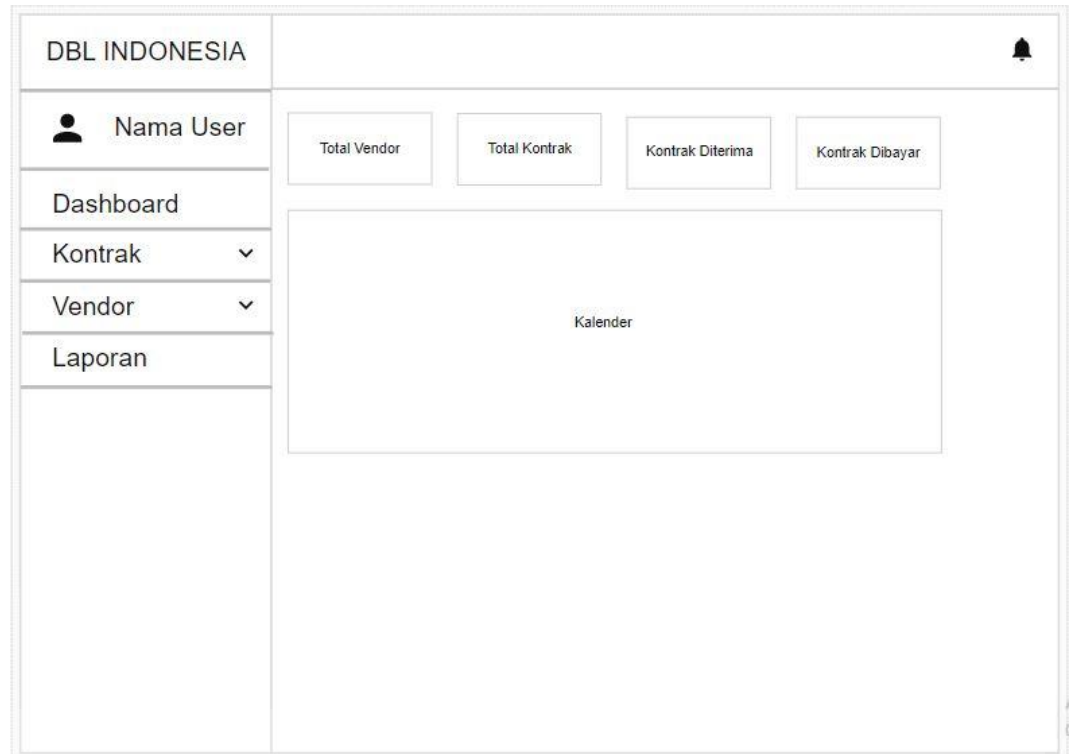 DBL INDONESIA
Nama User
Dashboard
Kontrak
Vendor
Laporan
Total Vendor
Total Kontrak
Kontrak Diterima
Kontrak Dibayar
Kalender